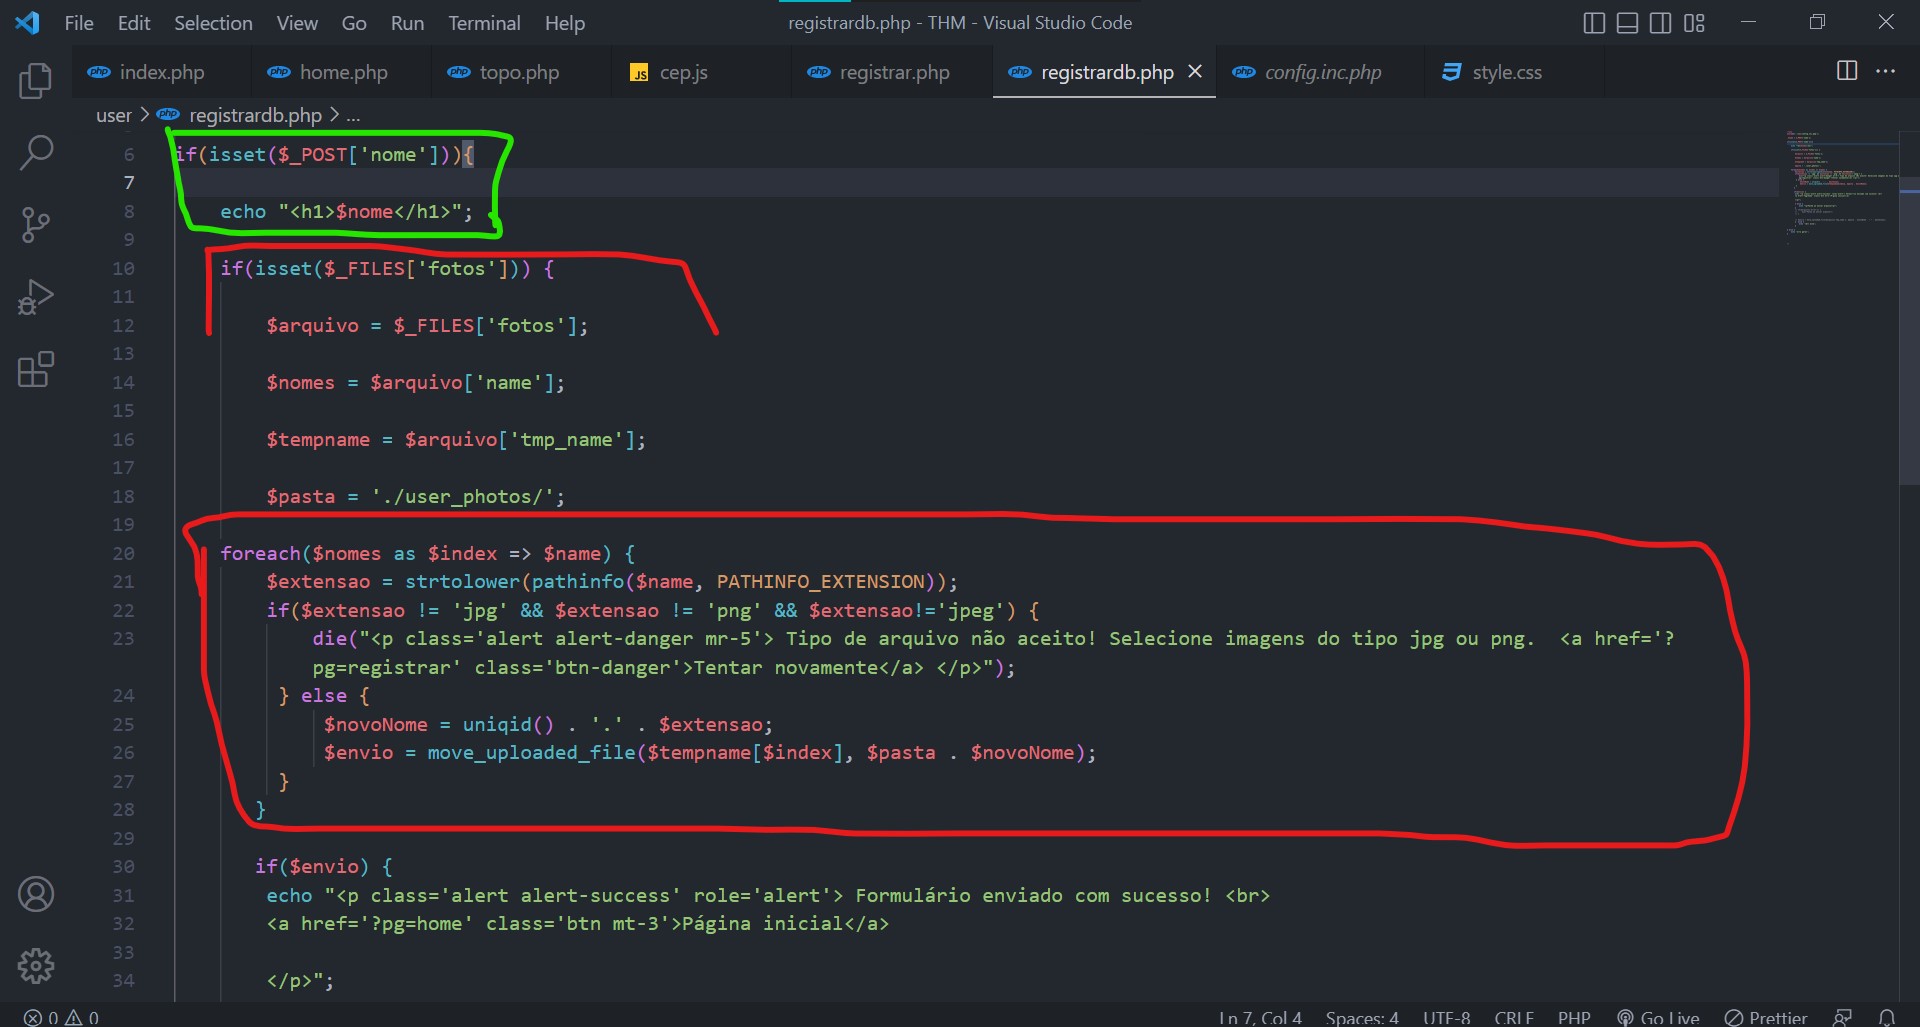 File Edit Selection View Go Run Terminal Help registrardb.php - THM - Visual Studio Code
index.php home.php topo.php cep.js registrar.php registrardb.php config.inc.php style.css
user > registrardb.php > ...
6 if(isset($_POST['nome'])){
7
8 echo "<h1>$nome</h1>";
9
10 if(isset($_FILES['fotos'])) {
11
12 $arquivo = $_FILES['fotos'];
13
14 $nomes = $arquivo['name'];
15
16 $tempname = $arquivo['tmp_name'];
17
18 $pasta = './user_photos/';
19
20 foreach($nomes as $index => $name) {
21 $extensao = strtolower(pathinfo($name, PATHINFO_EXTENSION));
22 if($extensao != 'jpg' && $extensao != 'png' && $extensao!='jpeg') {
23 die("<p class='alert alert-danger mr-5'> Tipo de arquivo não aceito! Selecione imagens do tipo jpg ou png.  <a href='?
pg=registrar' class='btn-danger'>Tentar novamente</a> </p>");
24 } else {
25 $novoNome = uniqid() . '.' . $extensao;
26 $envio = move_uploaded_file($tempname[$index], $pasta . $novoNome);
27 }
28 }
29
30 if($envio) {
31 echo "<p class='alert alert-success' role='alert'> Formulário enviado com sucesso! <br>
32 <a href='?pg=home' class='btn mt-3'>Página inicial</a>
33
34 </p>";
0 0 Ln 7, Col 4 Spaces: 4 UTF-8 CRLF PHP Go Live Prettier